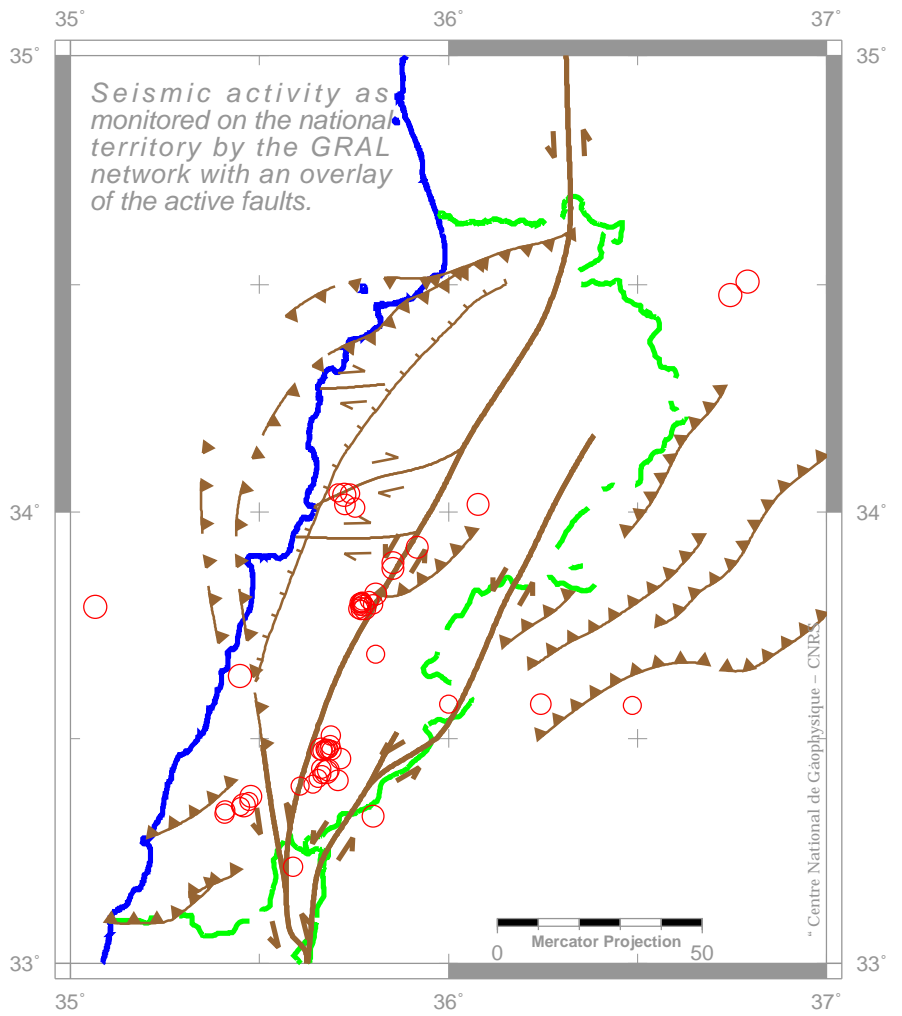 35° 36° 37°
35° 35°
Seismic activity as
monitored on the national
territory by the GRAL
network with an overlay
of the active faults.
34° 34°
" Centre National de Géophysique – CNRS
Mercator Projection
0 50
33° 33°
35° 36° 37°